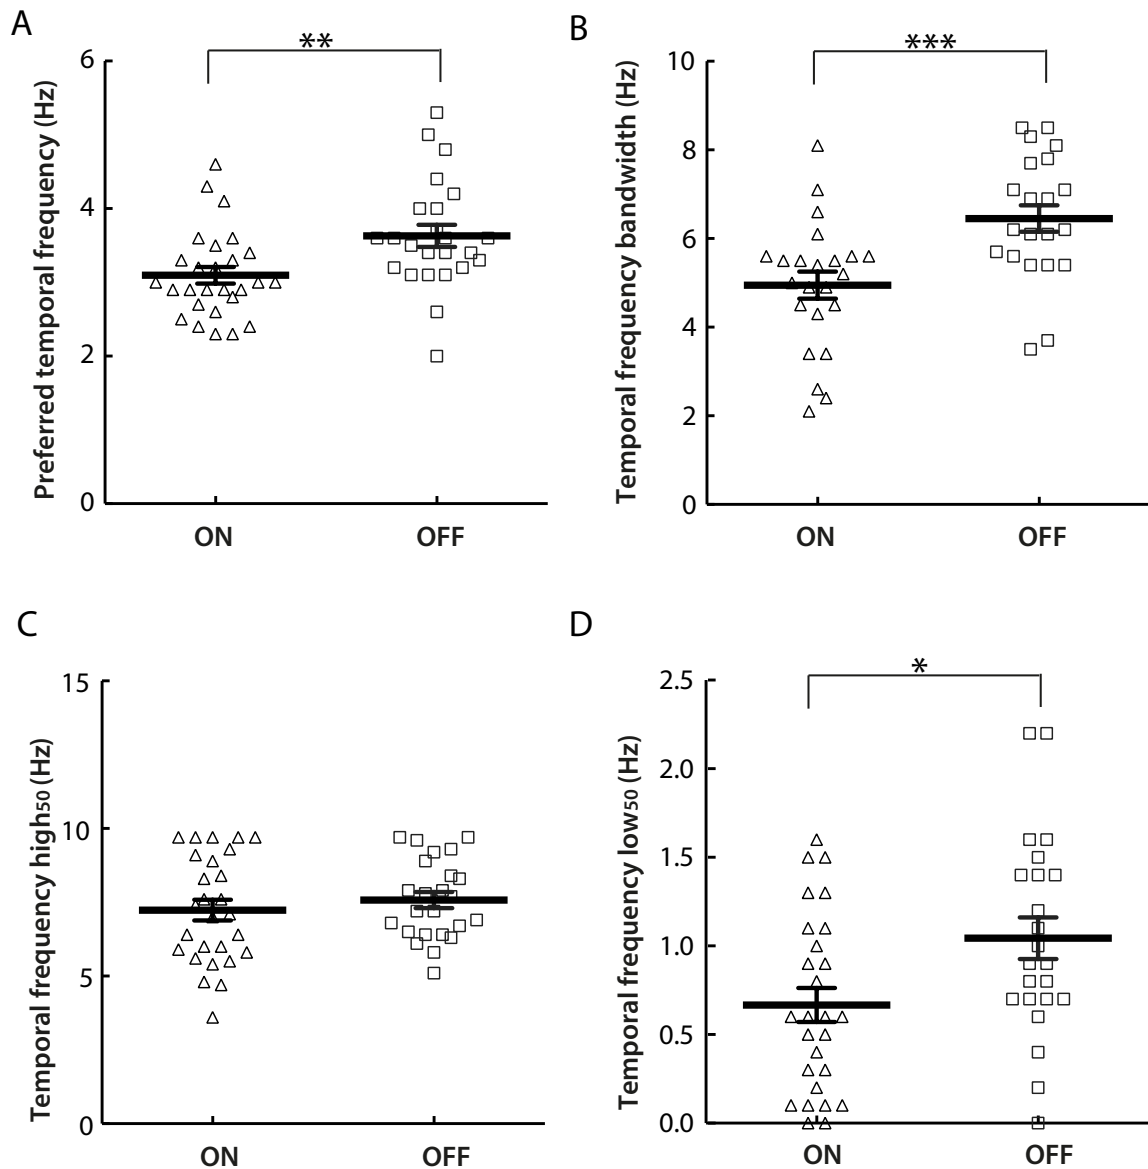 A
Preferred temporal frequency (Hz)
6
4
2
0
**
ON OFF
B
Temporal frequency bandwidth (Hz)
10
8
6
4
2
0
***
ON OFF
C
Temporal frequency high50 (Hz)
15
10
5
0
ON OFF
D
Temporal frequency low50 (Hz)
2.5
2.0
1.5
1.0
0.5
0.0
*
ON OFF